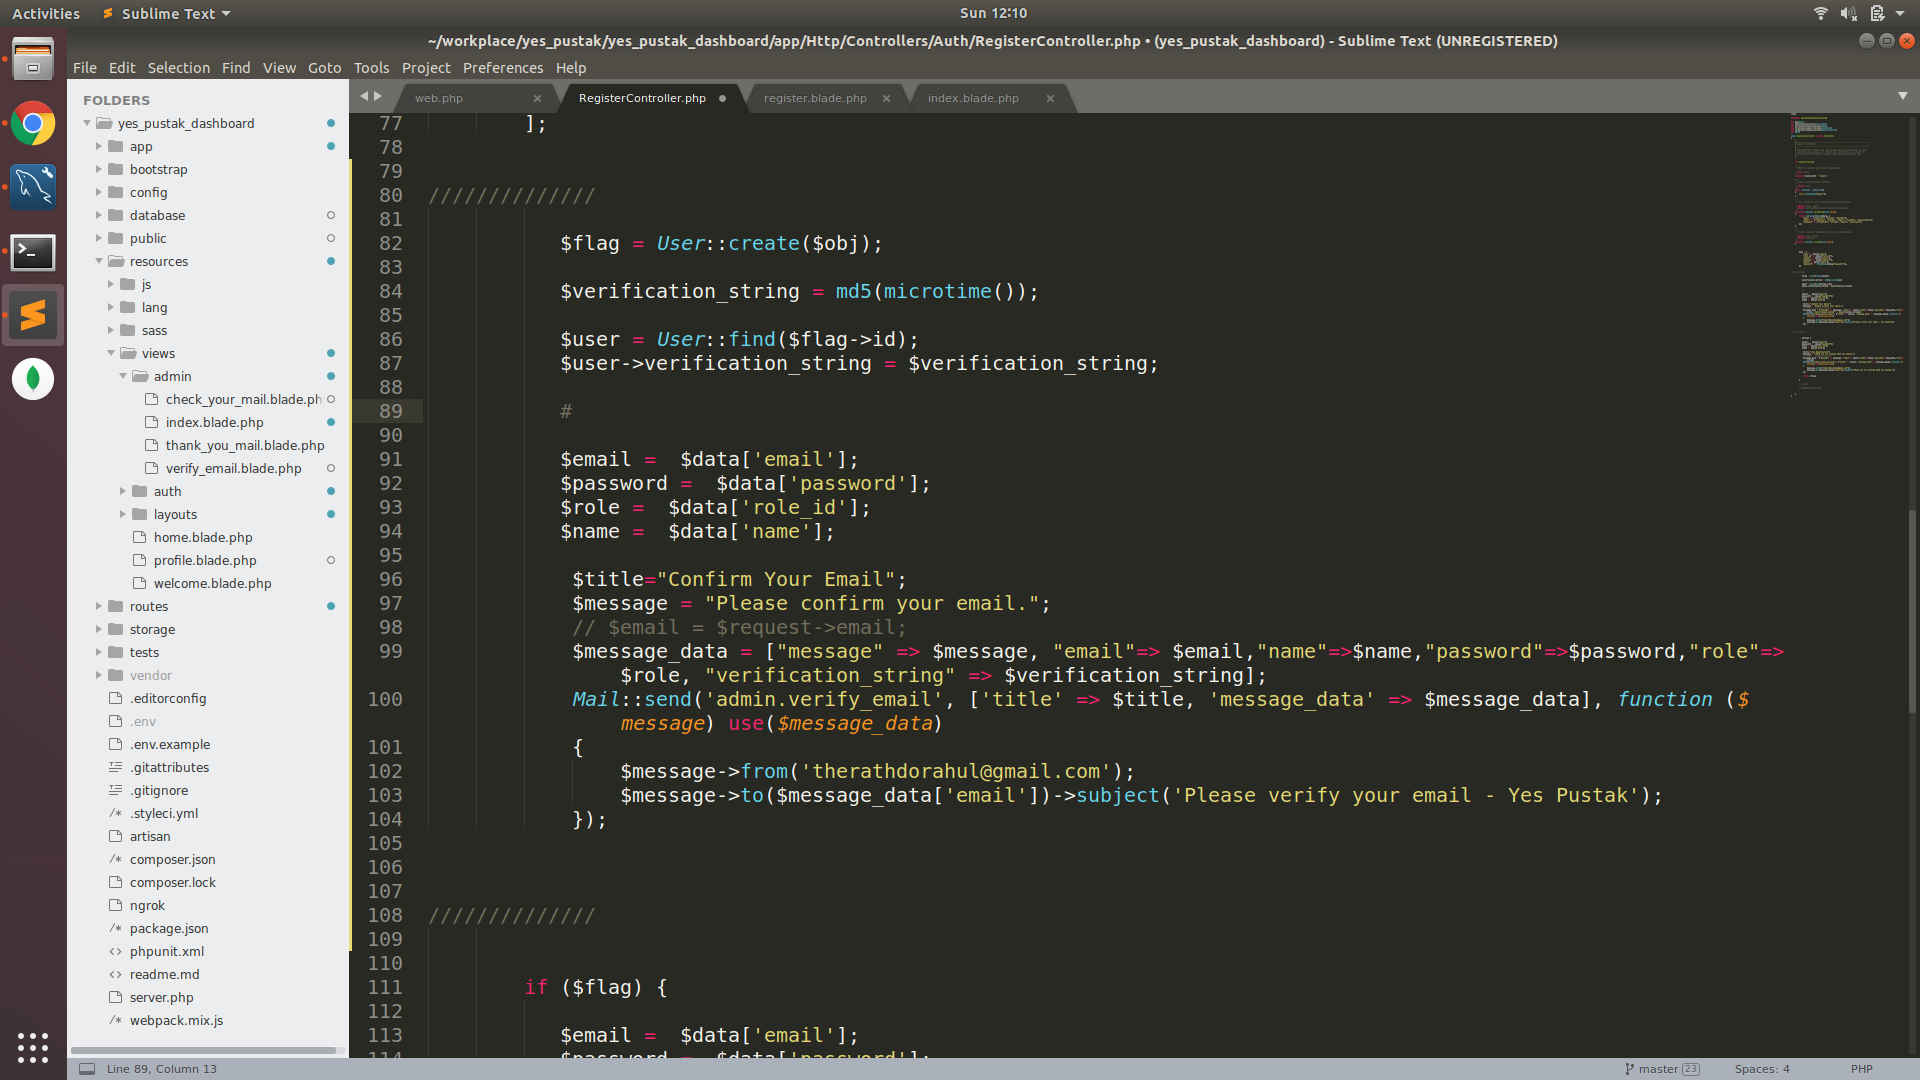 Activities
Sublime Text
Sun 12:10
~/workplace/yes_pustak/yes_pustak_dashboard/app/Http/Controllers/Auth/RegisterController.php • (yes_pustak_dashboard) - Sublime Text (UNREGISTERED)
File Edit Selection Find View Goto Tools Project Preferences Help
FOLDERS
yes_pustak_dashboard
app
bootstrap
config
database
public
resources
js
lang
sass
views
admin
check_your_mail.blade.ph
index.blade.php
thank_you_mail.blade.php
verify_email.blade.php
auth
layouts
home.blade.php
profile.blade.php
welcome.blade.php
routes
storage
tests
vendor
.editorconfig
.env
.env.example
.gitattributes
.gitignore
.styleci.yml
artisan
composer.json
composer.lock
ngrok
package.json
phpunit.xml
readme.md
server.php
webpack.mix.js
web.php
RegisterController.php
register.blade.php
index.blade.php
77 ];
78
79
80 //////////////
81
82 $flag = User::create($obj);
83
84 $verification_string = md5(microtime());
85
86 $user = User::find($flag->id);
87 $user->verification_string = $verification_string;
88
89 #
90
91 $email =  $data['email'];
92 $password =  $data['password'];
93 $role =  $data['role_id'];
94 $name =  $data['name'];
95
96 $title="Confirm Your Email";
97 $message = "Please confirm your email.";
98 // $email = $request->email;
99 $message_data = ["message" => $message, "email"=> $email,"name"=>$name,"password"=>$password,"role"=>
$role, "verification_string" => $verification_string];
100 Mail::send('admin.verify_email', ['title' => $title, 'message_data' => $message_data], function ($
message) use($message_data)
101 {
102 $message->from('therathdorahul@gmail.com');
103 $message->to($message_data['email'])->subject('Please verify your email - Yes Pustak');
104 });
105
106
107
108 //////////////
109
110
111 if ($flag) {
112
113 $email =  $data['email'];
114 $password =  $data['password'];
Line 89, Column 13
master 23
Spaces: 4
PHP